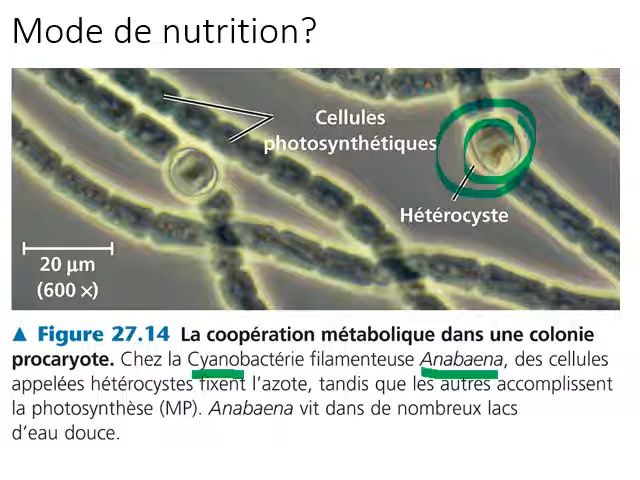 Mode de nutrition?
Cellules
photosynthétiques
Hétérocyste
20 μm
(600 ×)
▲ Figure 27.14 La coopération métabolique dans une colonie
procaryote. Chez la Cyanobactérie filamenteuse Anabaena, des cellules
appelées hétérocystes fixent l'azote, tandis que les autres accomplissent
la photosynthèse (MP). Anabaena vit dans de nombreux lacs
d'eau douce.